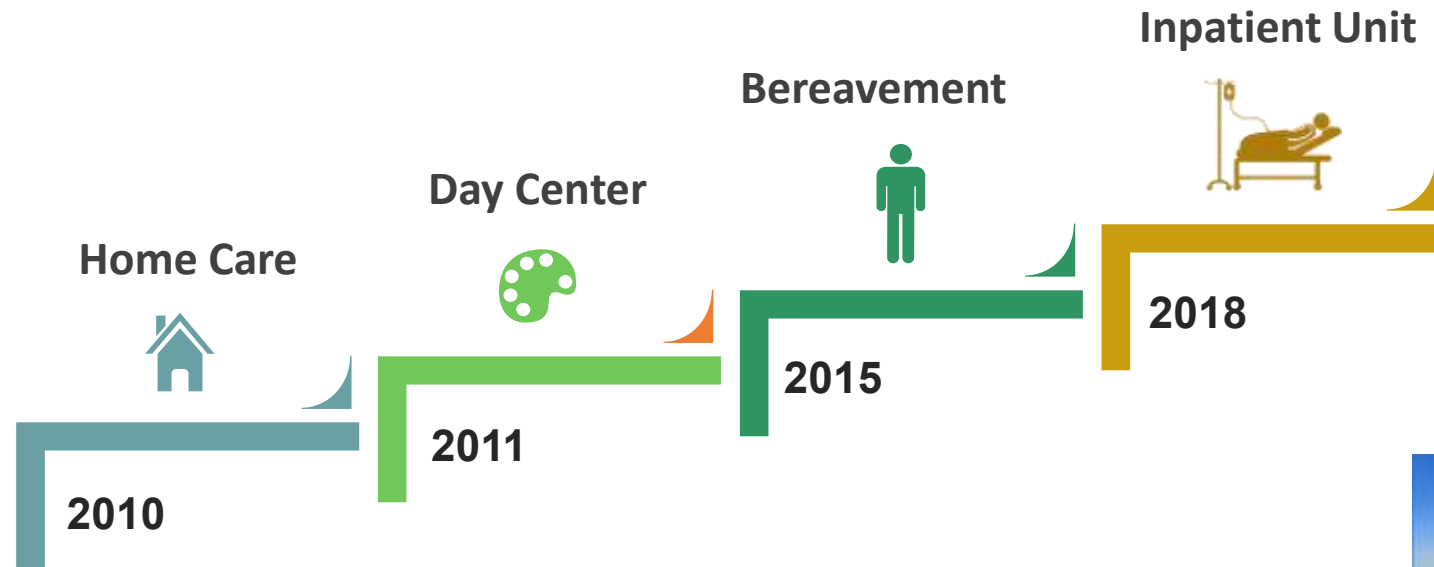 Home Care
2010
Day Center
2011
Bereavement
2015
Inpatient Unit
2018